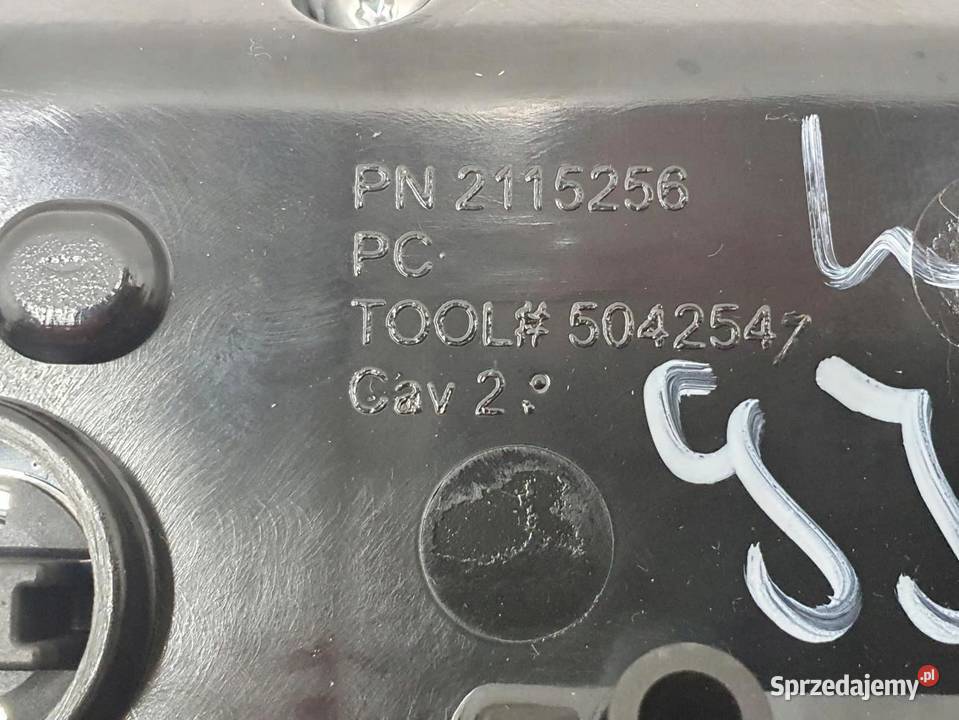 PN 2115256
PC
TOOL# 5042547
Cav 2
Sprzedajemy.pl